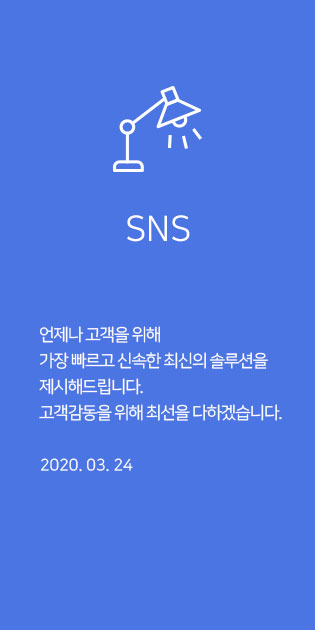 SNS
언제나 고객을 위해
가장 빠르고 신속한 최신의 솔루션을
제시해드립니다.
고객감동을 위해 최선을 다하겠습니다.
2020. 03. 24